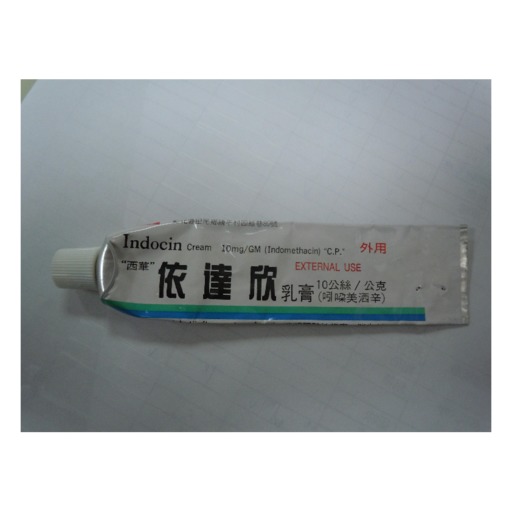 Indocin Cream 10mg/GM (Indomethacin) "C.P."
外用
EXTERNAL USE
"西華"
依達欣乳膏
10公絲/公克
(吲哚美洒辛)